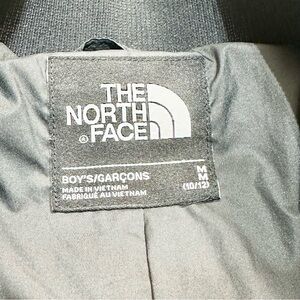 THE
NORTH
FACE
BOY'S/GARÇONS
MADE IN VIETNAM
FABRIQUÉ AU VIETNAM
M
M
(10/12)